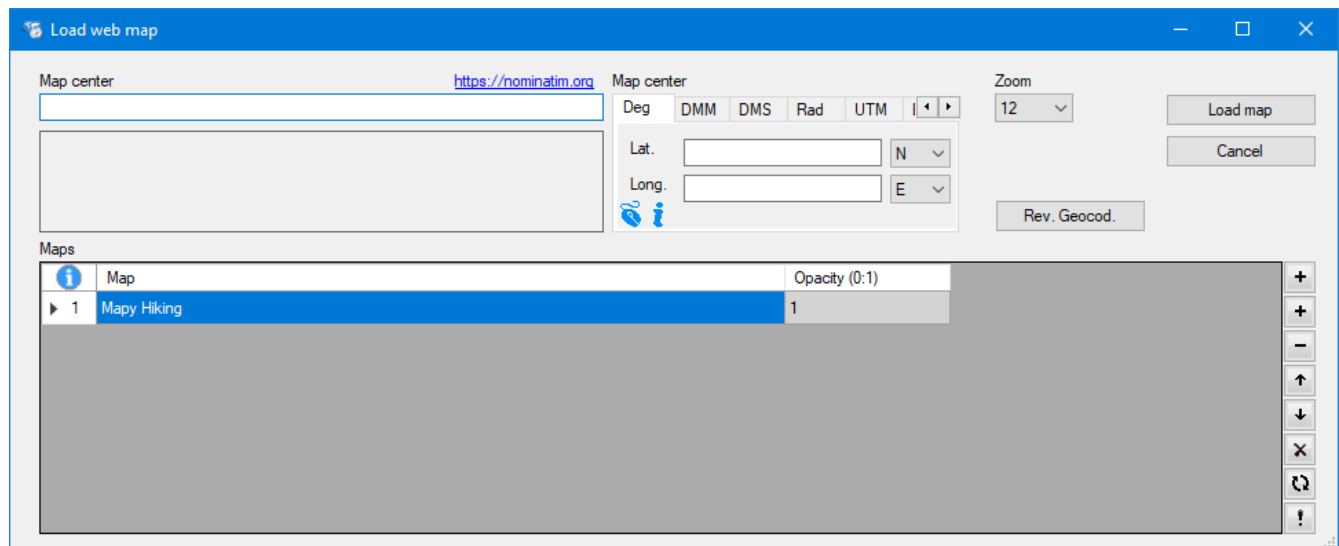 Load web map
Map center https://nominatim.org Map center Zoom
Deg DMM DMS Rad UTM 12 Load map
Lat. N Cancel
Long. E
Rev. Geocod.
Maps
Map Opacity (0:1)
1 Mapy Hiking 1